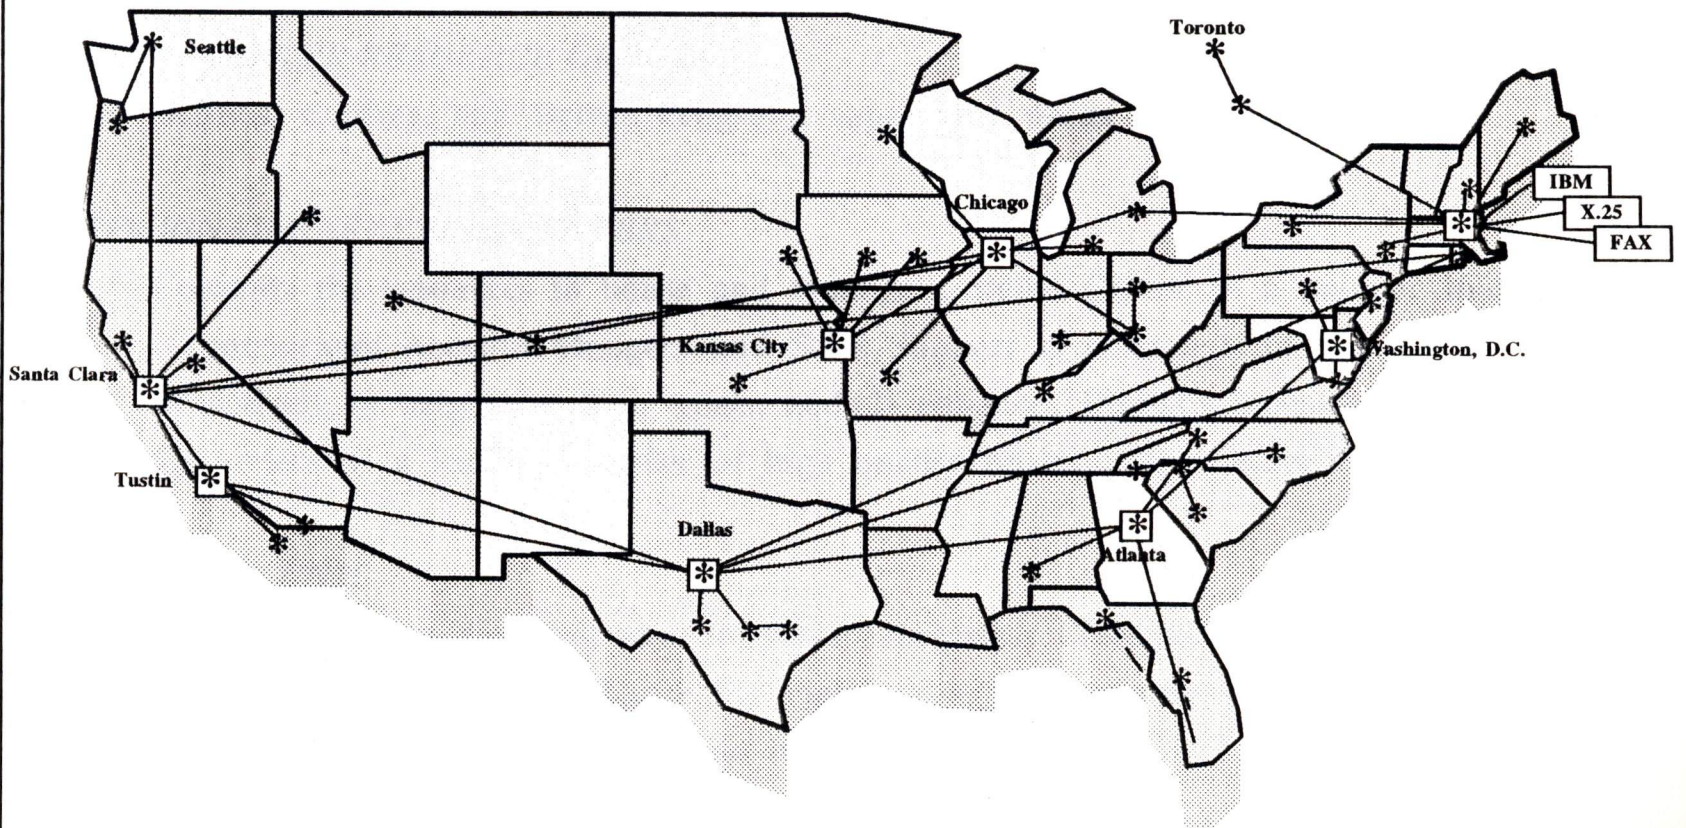 Toronto
Seattle
IBM
X.25
FAX
Chicago
Kansas City
Washington, D.C.
Santa Clara
Tustin
Dallas
Atlanta